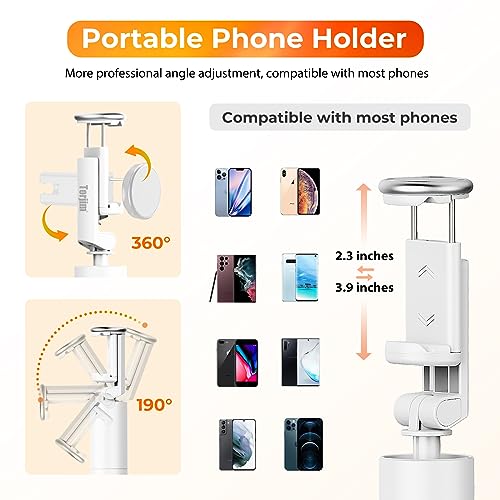 Portable Phone Holder
More professional angle adjustment, compatible with most phones
Torjim
360°
190°
Compatible with most phones
2.3 inches
3.9 inches